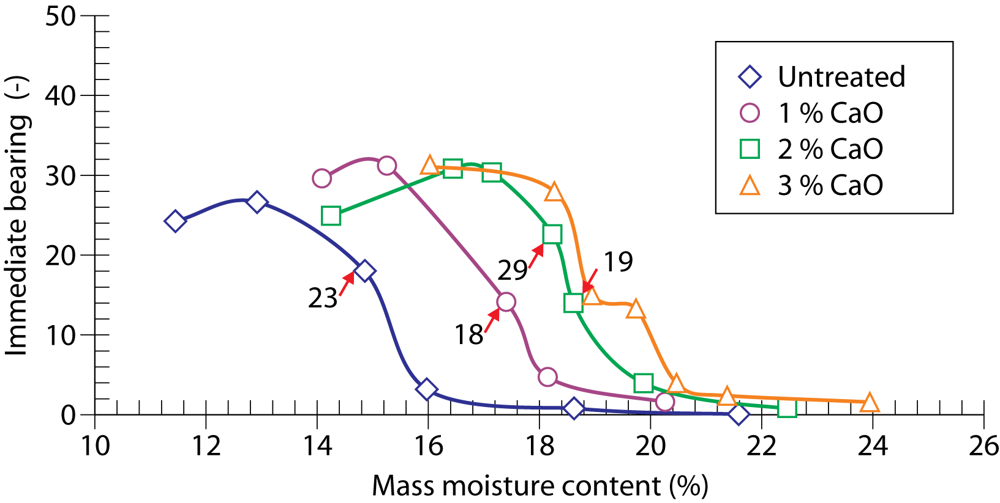 50
40
30
20
10
0
Immediate bearing (-)
Untreated
1 % CaO
2 % CaO
3 % CaO
23
18
29
19
10 12 14 16 18 20 22 24 26
Mass moisture content (%)